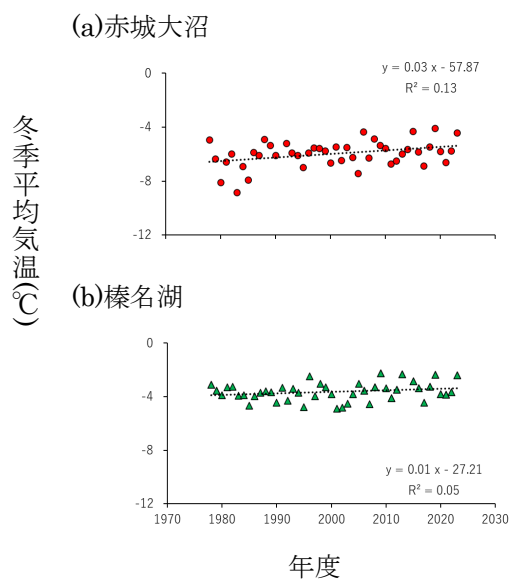 (a)赤城大沼
y = 0.03 x - 57.87
R² = 0.13
0
-4
-8
-12
冬季平均気温(℃)
(b)榛名湖
0
-4
-8
-12
y = 0.01 x - 27.21
R² = 0.05
1970 1980 1990 2000 2010 2020 2030
年度